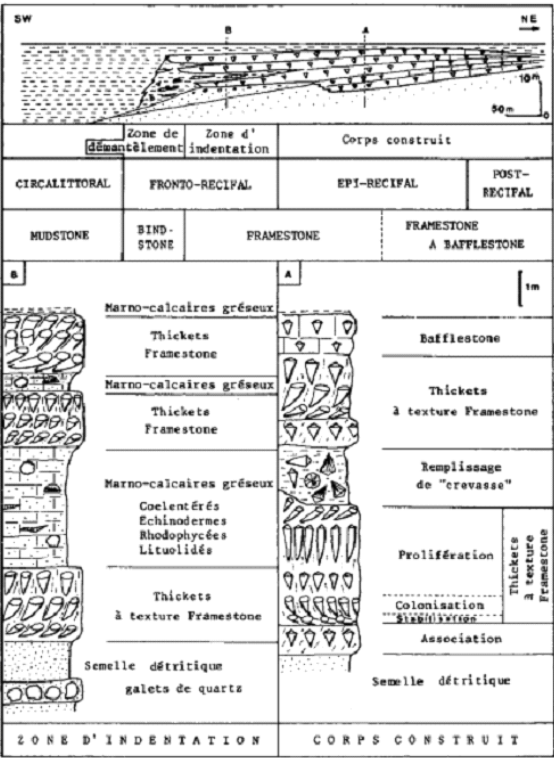 SW
NE
B
A
10m
50m
0
Zone de
démantèlement
Zone d'
indentation
Corps construit
CIRCALITTORAL
FRONTO-RECIFAL
EPI-RECIFAL
POST-
RECIFAL
MUDSTONE
BIND-
STONE
FRAMESTONE
FRAMESTONE
A BAFFLESTONE
B
Marno-calcaires gréseux
Thickets
Framestone
Marno-calcaires gréseux
Thickets
Framestone
Marno-calcaires gréseux
Coelentérés
Échinodermes
Rhodophycées
Lituolidés
Thickets
à texture Framestone
Semelle détritique
galets de quartz
ZONE D'INDENTATION
A
1m
Bafflestone
Thickets
à texture Framestone
Remplissage
de "crevasse"
Prolifération
Colonisation
Stabilisation
Thickets
à texture
Framestone
Association
Semelle détritique
CORPS CONSTRUIT